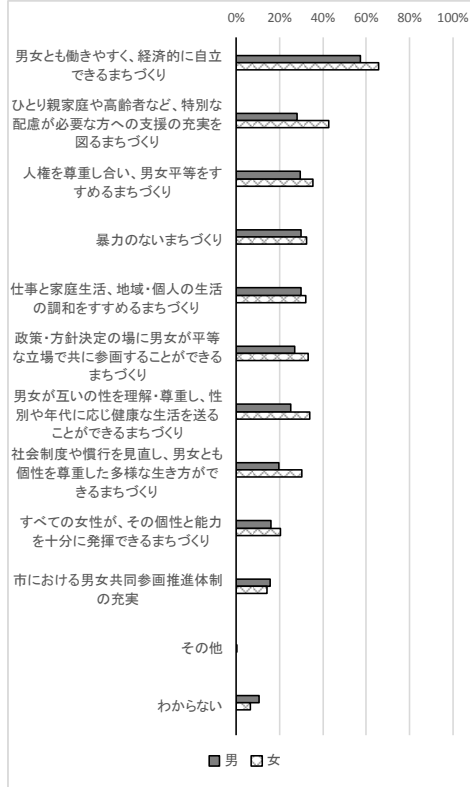 0% 20% 40% 60% 80% 100%
男女とも働きやすく、経済的に自立
できるまちづくり
ひとり親家庭や高齢者など、特別な
配慮が必要な方への支援の充実を
図るまちづくり
人権を尊重し合い、男女平等をす
すめるまちづくり
暴力のないまちづくり
仕事と家庭生活、地域・個人の生活
の調和をすすめるまちづくり
政策・方針決定の場に男女が平等
な立場で共に参画することができる
まちづくり
男女が互いの性を理解・尊重し、性
別や年代に応じ健康な生活を送る
ことができるまちづくり
社会制度や慣行を見直し、男女とも
個性を尊重した多様な生き方がで
きるまちづくり
すべての女性が、その個性と能力
を十分に発揮できるまちづくり
市における男女共同参画推進体制
の充実
その他
わからない
男 女